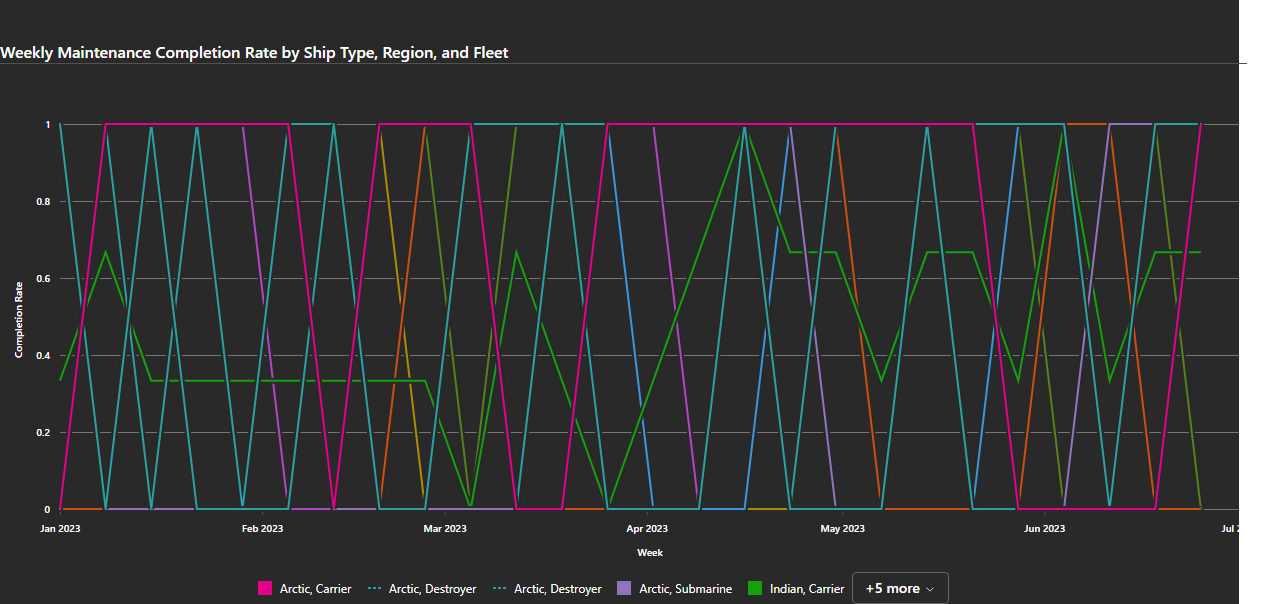 Weekly Maintenance Completion Rate by Ship Type, Region, and Fleet
1
0.8
0.6
0.4
0.2
0
Completion Rate
Jan 2023 Feb 2023 Mar 2023 Apr 2023 May 2023 Jun 2023 Jul 2
Week
Arctic, Carrier Arctic, Destroyer Arctic, Destroyer Arctic, Submarine Indian, Carrier +5 more